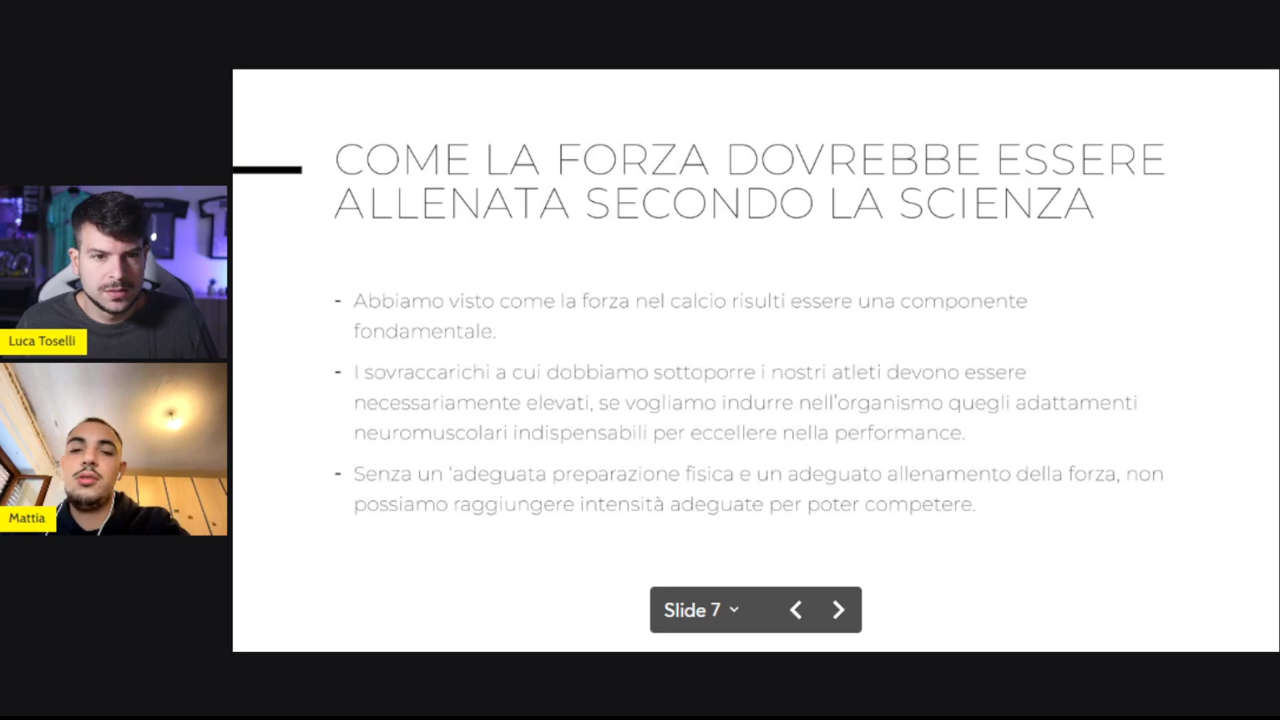 COME LA FORZA DOVREBBE ESSERE
ALLENATA SECONDO LA SCIENZA
- Abbiamo visto come la forza nel calcio risulti essere una componente
fondamentale.
- I sovraccarichi a cui dobbiamo sottoporre i nostri atleti devono essere
necessariamente elevati, se vogliamo indurre nell'organismo quegli adattamenti
neuromuscolari indispensabili per eccellere nella performance.
- Senza un 'adeguata preparazione fisica e un adeguato allenamento della forza, non
possiamo raggiungere intensità adeguate per poter competere.
Luca Toselli
Mattia
Slide 7